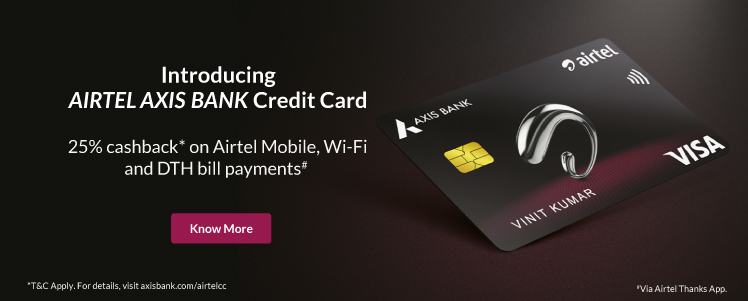 Introducing
AIRTEL AXIS BANK Credit Card
25% cashback* on Airtel Mobile, Wi-Fi
and DTH bill payments#
Know More
*T&C Apply. For details, visit axisbank.com/airtelcc
airtel
AXIS BANK
VISA
VINIT KUMAR
#Via Airtel Thanks App.